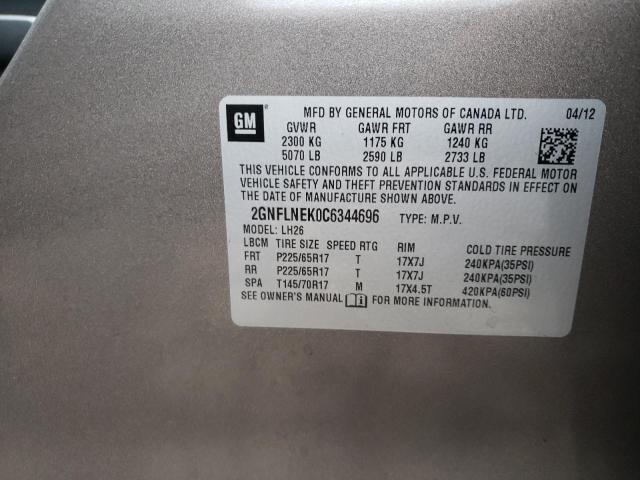 GM ® MFD BY GENERAL MOTORS OF CANADA LTD. 04/12
GVWR GAWR FRT GAWR RR
2300 KG 1175 KG 1240 KG
5070 LB 2590 LB 2733 LB
THIS VEHICLE CONFORMS TO ALL APPLICABLE U.S. FEDERAL MOTOR
VEHICLE SAFETY AND THEFT PREVENTION STANDARDS IN EFFECT ON
THE DATE OF MANUFACTURE SHOWN ABOVE.
2GNFLNEK0C6344696 TYPE: M.P.V.
MODEL: LH26
LBCM TIRE SIZE SPEED RTG RIM COLD TIRE PRESSURE
FRT P225/65R17 T 17X7J 240KPA(35PSI)
RR P225/65R17 T 17X7J 240KPA(35PSI)
SPA T145/70R17 M 17X4.5T 420KPA(60PSI)
SEE OWNER'S MANUAL i FOR MORE INFORMATION.